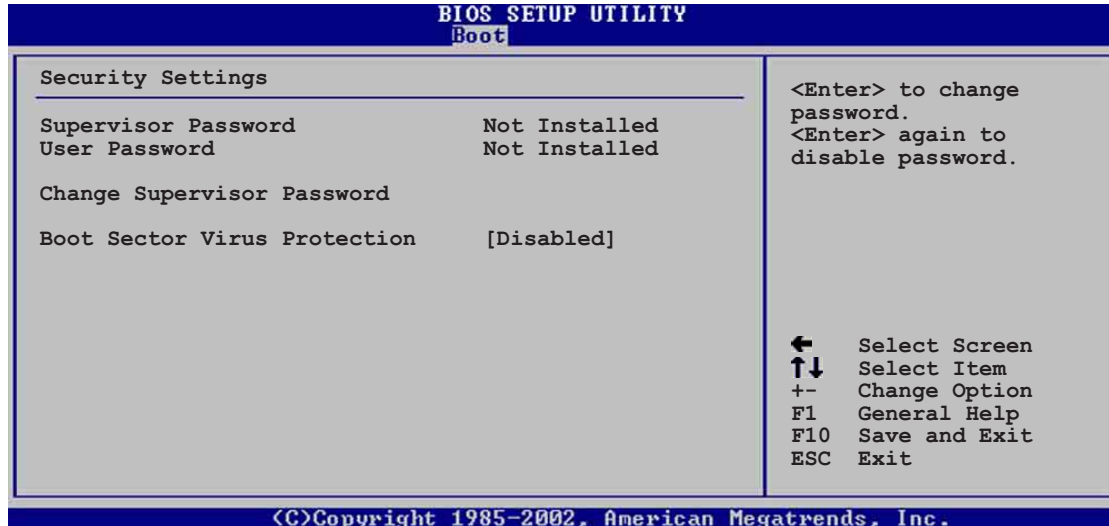 BIOS SETUP UTILITY
Boot
Security Settings
Supervisor Password Not Installed
User Password Not Installed
Change Supervisor Password
Boot Sector Virus Protection [Disabled]
<Enter> to change
password.
<Enter> again to
disable password.
← Select Screen
↑↓ Select Item
+- Change Option
F1 General Help
F10 Save and Exit
ESC Exit
(C)Copyright 1985-2002, American Megatrends, Inc.